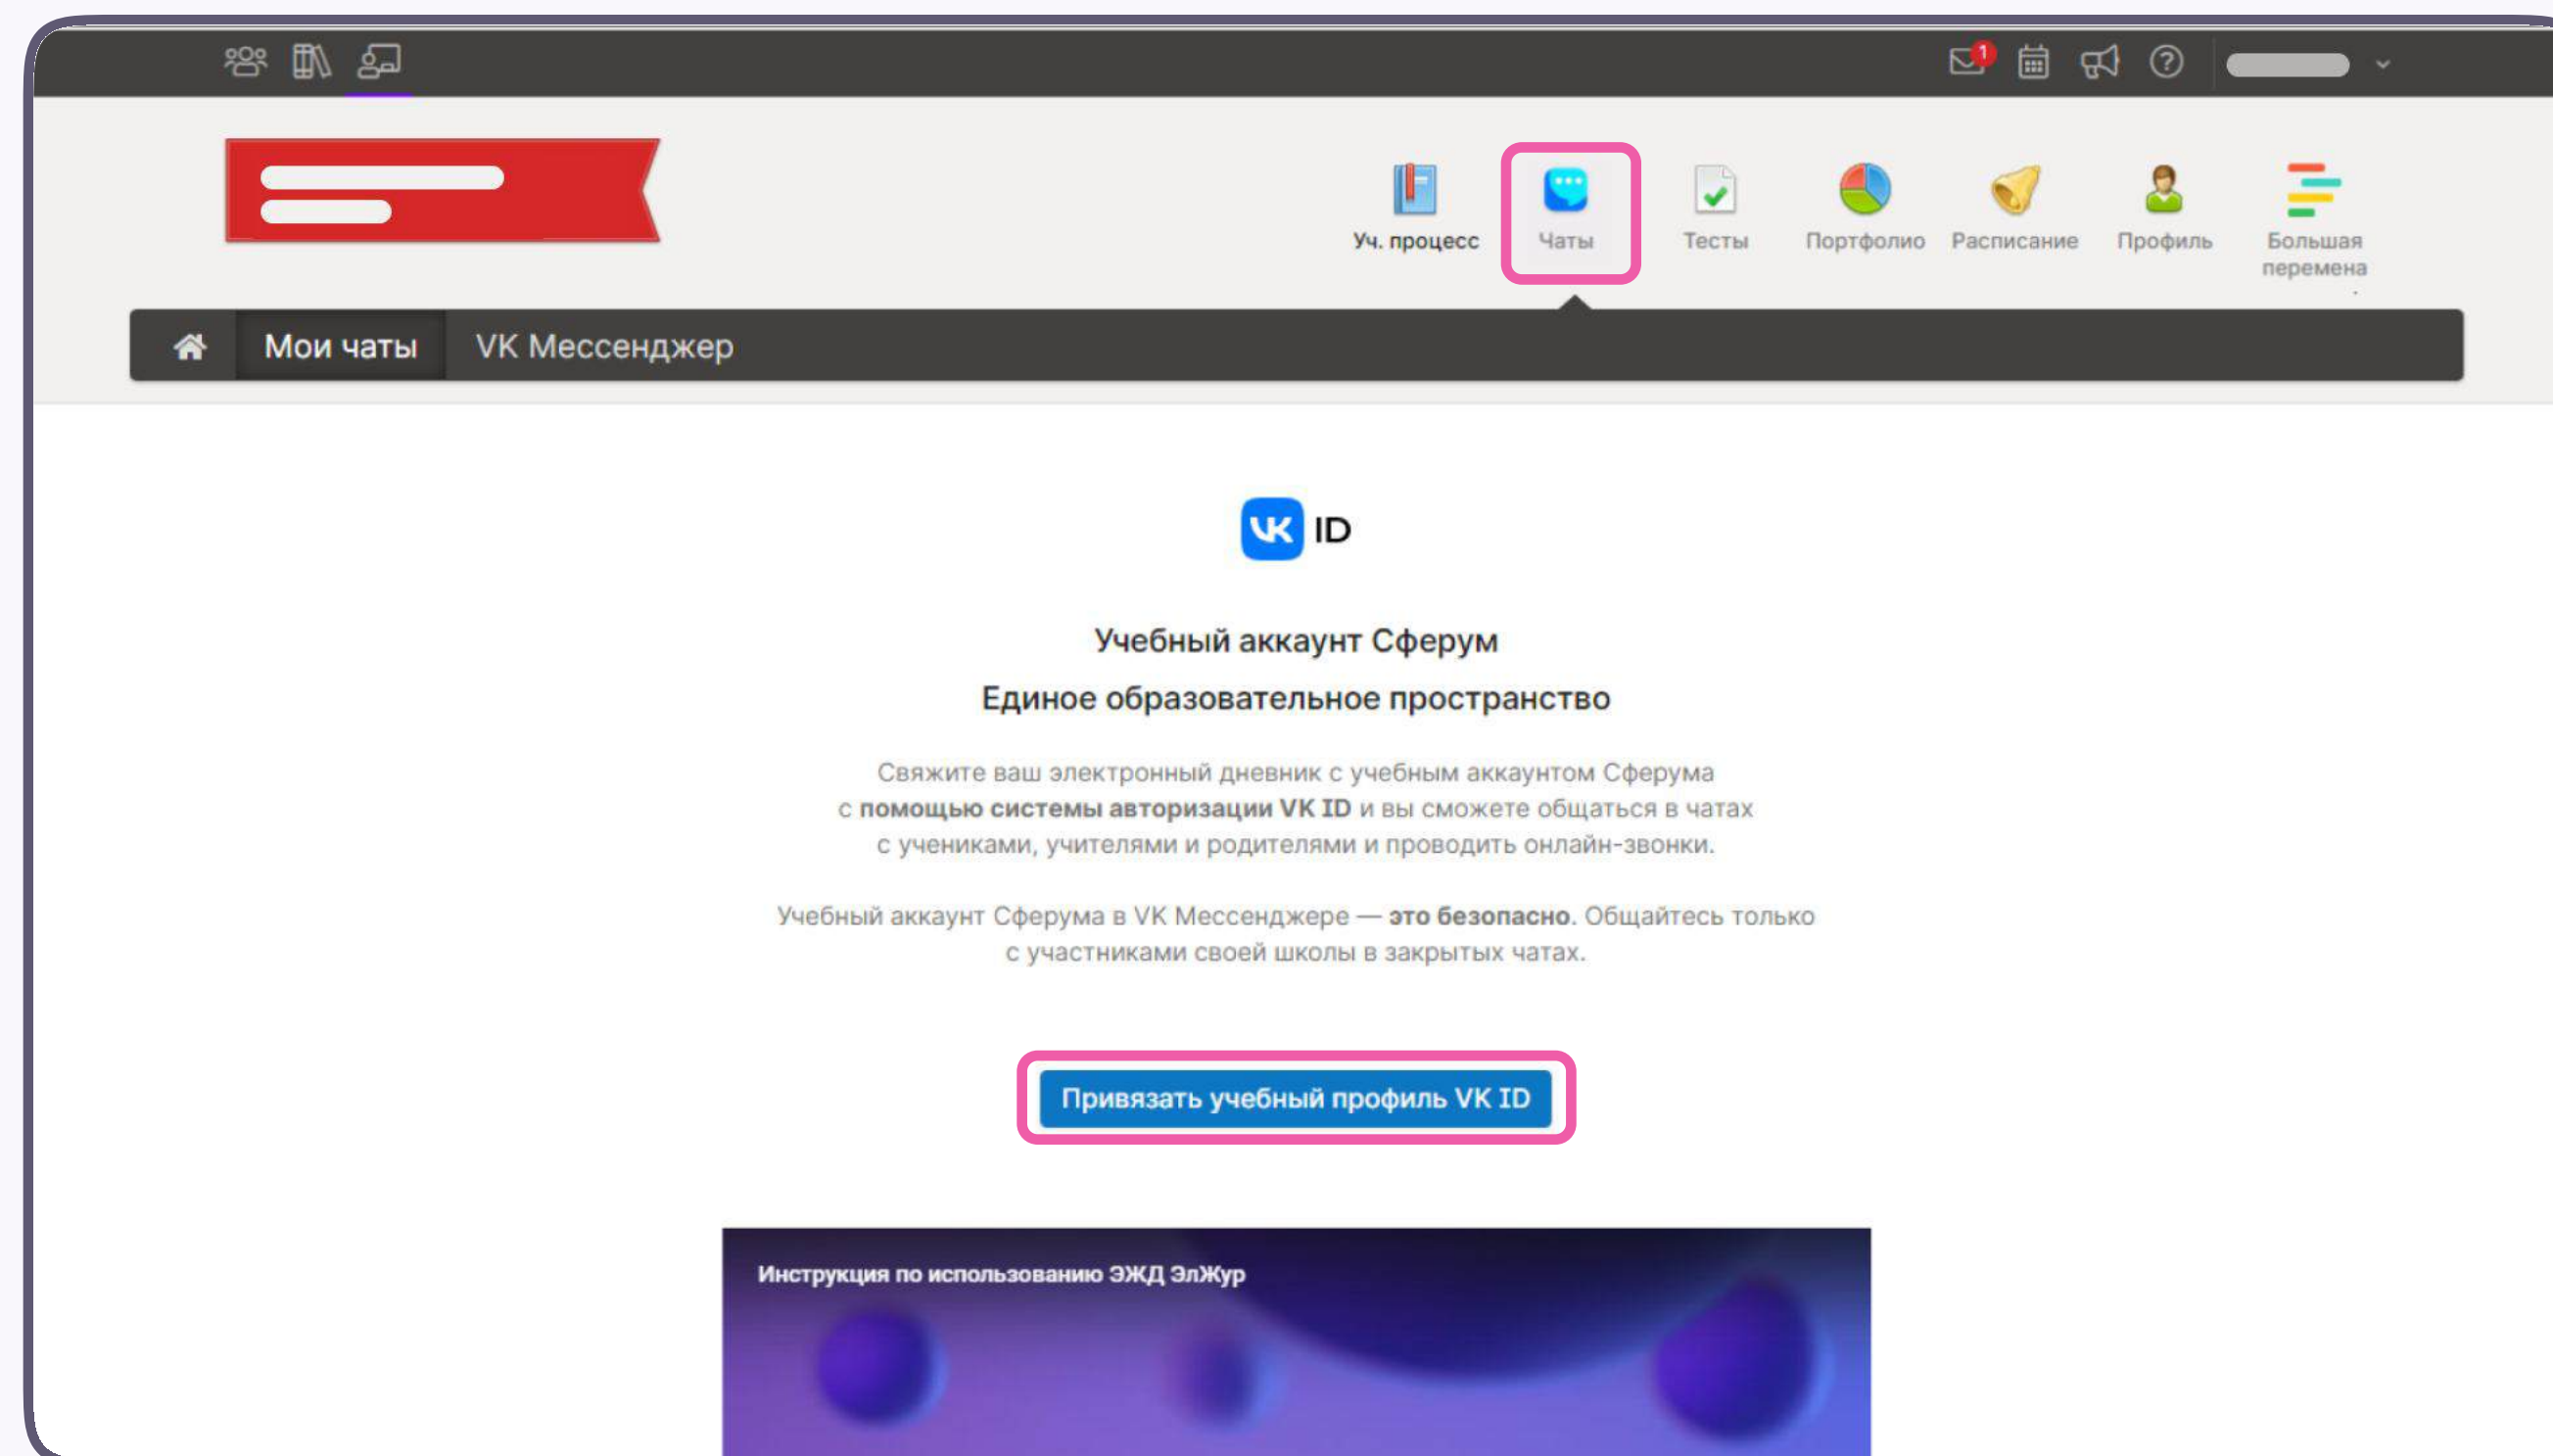 1
Уч. процесс
Чаты
Тесты
Портфолио
Расписание
Профиль
Большая
перемена
Мои чаты
VK Мессенджер
VK ID
Учебный аккаунт Сферум
Единое образовательное пространство
Свяжите ваш электронный дневник с учебным аккаунтом Сферума
с помощью системы авторизации VK ID и вы сможете общаться в чатах
с учениками, учителями и родителями и проводить онлайн-звонки.
Учебный аккаунт Сферума в VK Мессенджере — это безопасно. Общайтесь только
с участниками своей школы в закрытых чатах.
Привязать учебный профиль VK ID
Инструкция по использованию ЭЖД ЭлЖур